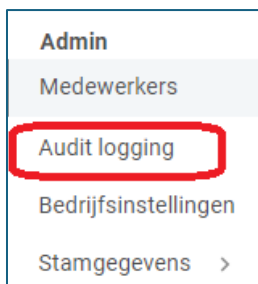 Admin
Medewerkers
Audit logging
Bedrijfsinstellingen
Stamgegevens >